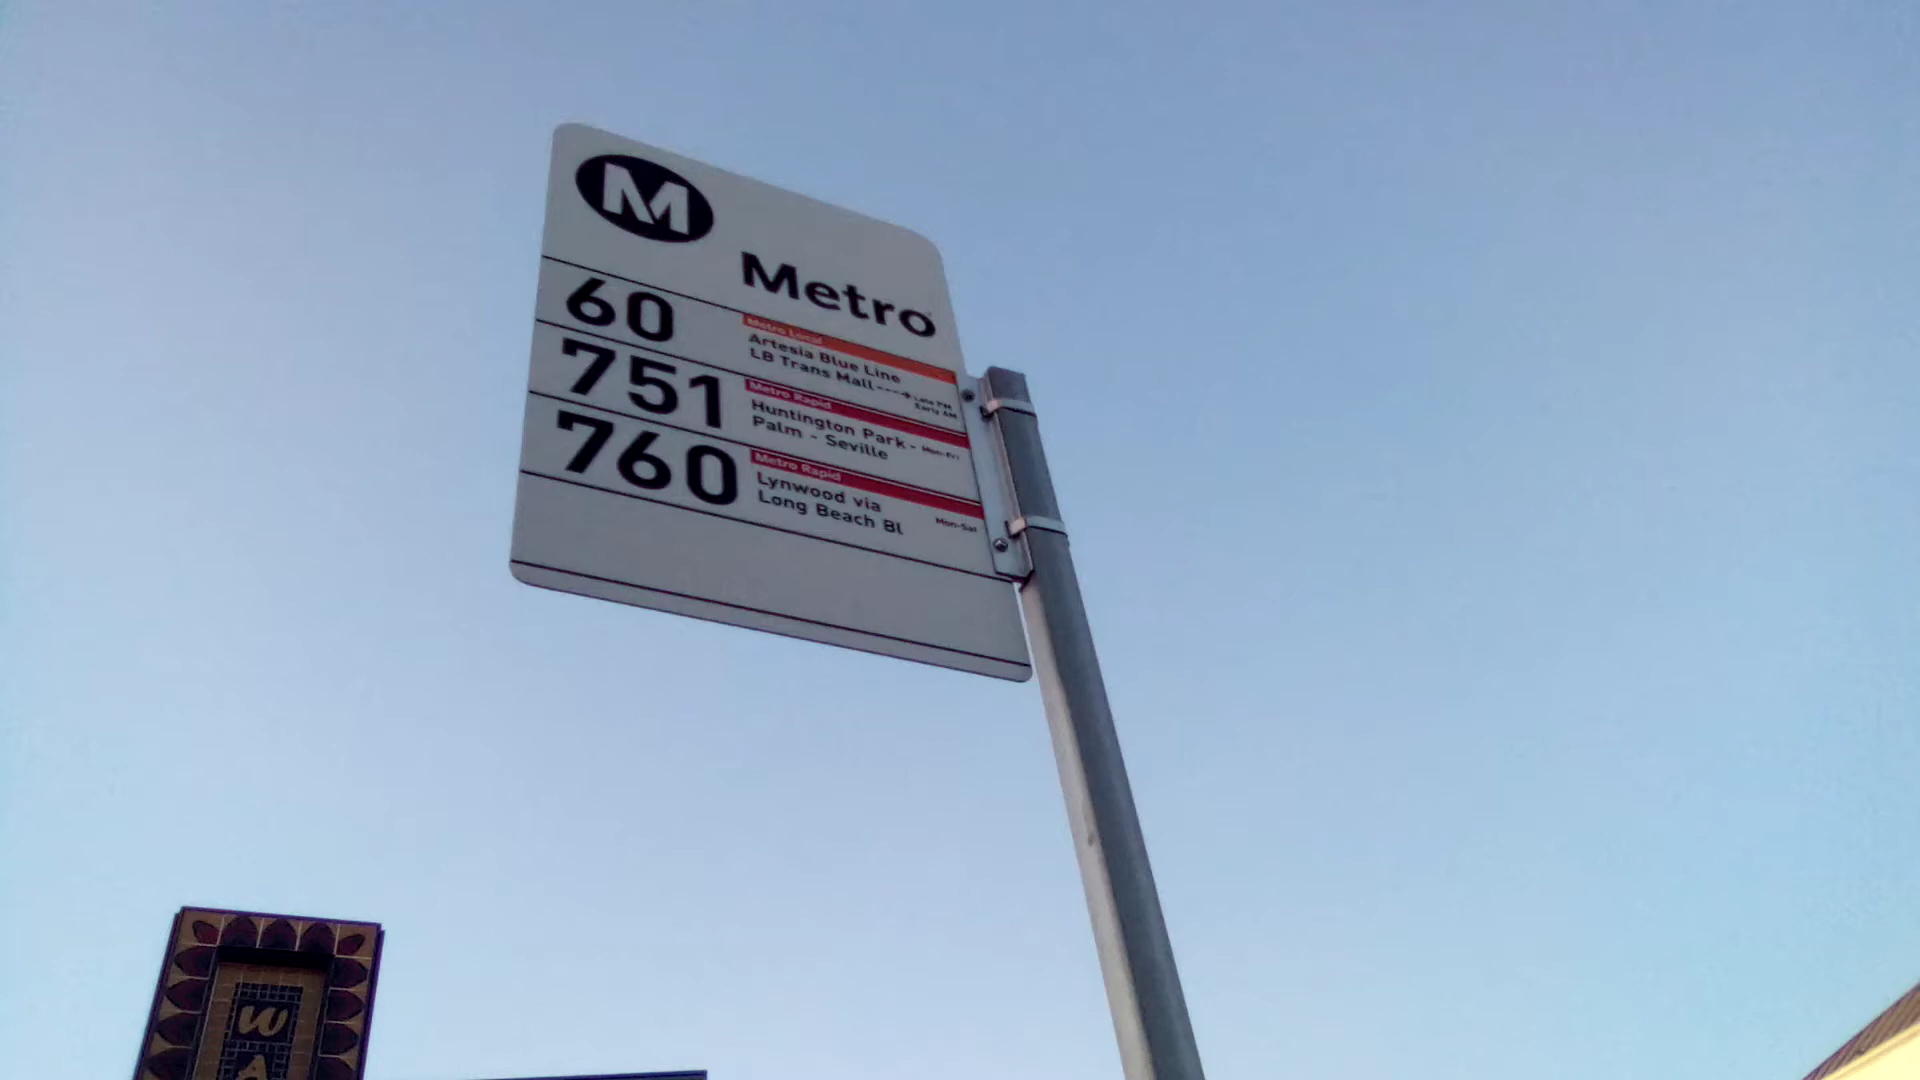 M
Metro
60
Metro Local
Artesia Blue Line
LB Trans Mall
Late PM
Early AM
751
Metro Rapid
Huntington Park -
Palm - Seville
Mon-Fri
760
Metro Rapid
Lynwood via
Long Beach Bl
Mon-Sat
W
A